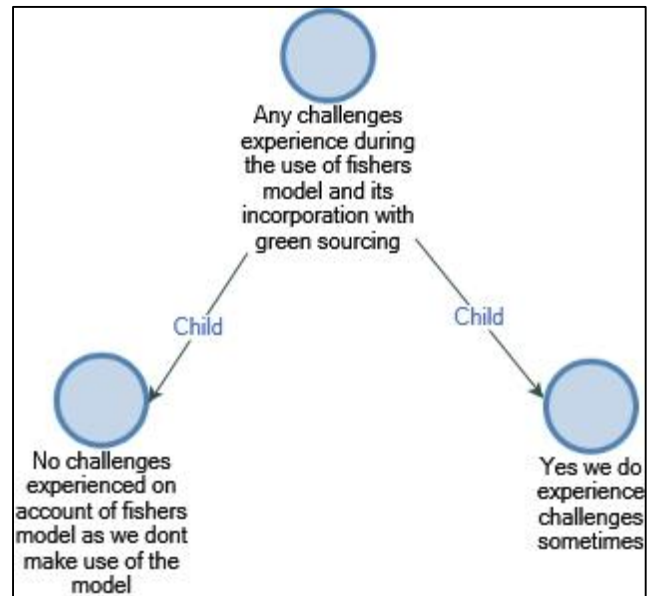 Any challenges
experience during
the use of fishers
model and its
incorporation with
green sourcing
Child
Child
No challenges
experienced on
account of fishers
model as we dont
make use of the
model
Yes we do
experience
challenges
sometimes